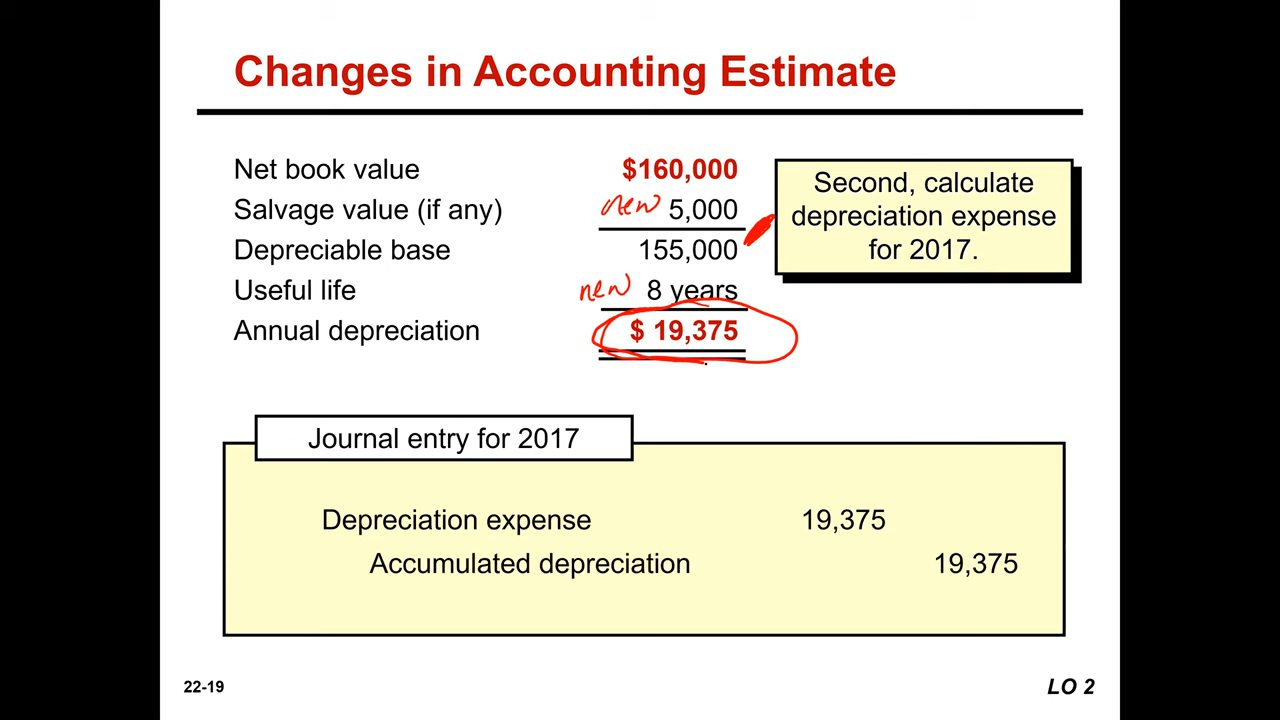 Changes in Accounting Estimate
Net book value $160,000
Salvage value (if any) new 5,000
Depreciable base 155,000
Useful life new 8 years
Annual depreciation $ 19,375
Second, calculate
depreciation expense
for 2017.
Journal entry for 2017
Depreciation expense 19,375
Accumulated depreciation 19,375
22-19 LO 2